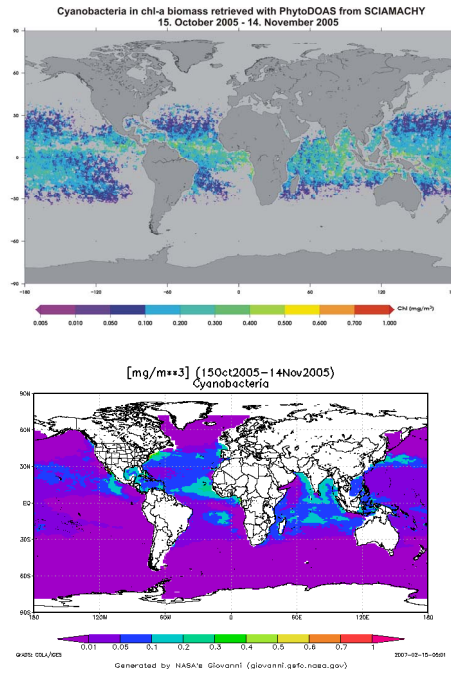 Cyanobacteria in chl-a biomass retrieved with PhytoDOAS from SCIAMACHY
15. October 2005 - 14. November 2005
90
60
30
0
-30
-60
-90
-180 -120 -60 0 60 120 180
Chl (mg/m³)
0.005 0.010 0.050 0.100 0.200 0.300 0.400 0.500 0.600 0.700 1.000
[mg/m**3] (15Oct2005-14Nov2005)
Cyanobacteria
90N
60N
30N
EQ
30S
60S
90S
180 120W 60W 0 60E 120E 180
0.01 0.05 0.1 0.2 0.3 0.4 0.5 0.6 0.7 1
GrADS: COLA/IGES 2007-02-15-05:01
Generated by NASA's Giovanni (giovanni.gsfc.nasa.gov)